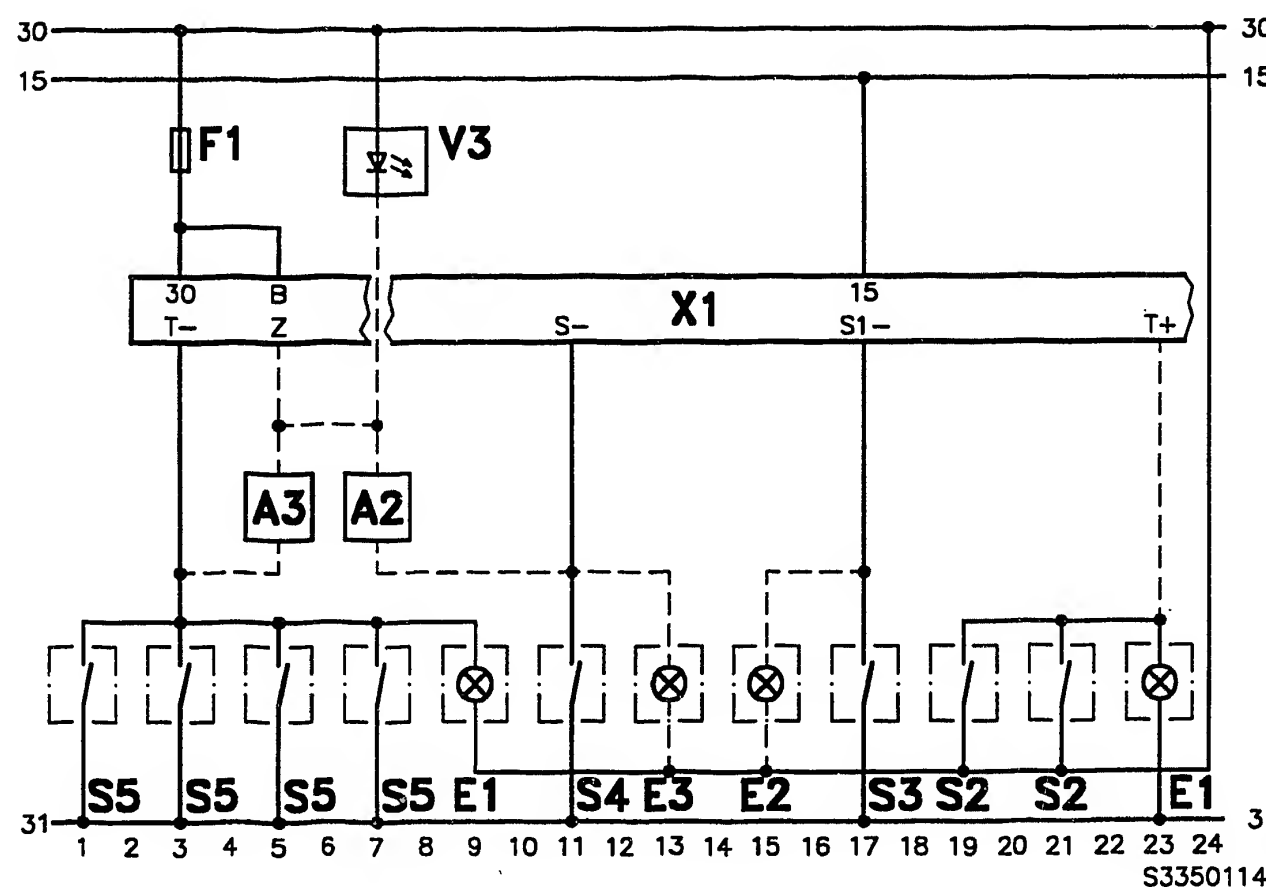 30 30
15 15
F1 V3
30 B 15
X1
T- Z S- S1- T+
A3 A2
S5 S5 S5 S5 E1 S4 E3 E2 S3 S2 S2 E1
31 3
1 2 3 4 5 6 7 8 9 10 11 12 13 14 15 16 17 18 19 20 21 22 23 24
S3350114